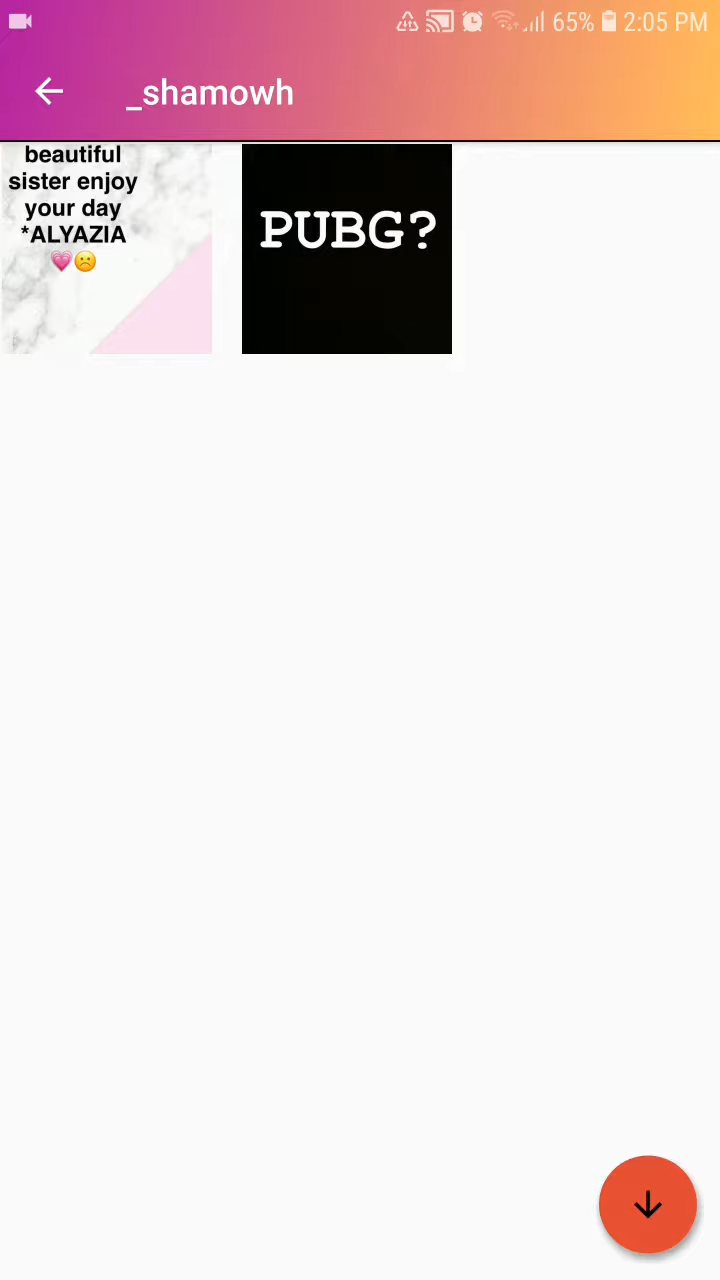 65% 2:05 PM
_shamowh
beautiful
sister enjoy
your day
*ALYAZIA
💗☹️
PUBG?